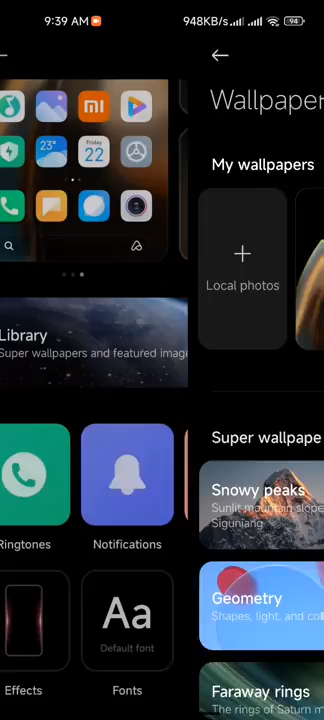 9:39 AM
948KB/s
94
mi
23°
Friday
22
Library
Super wallpapers and featured image
Ringtones
Notifications
Aa
Default font
Effects
Fonts
Wallpaper
My wallpapers
Local photos
Super wallpape
Snowy peaks
Sunlit mountain slope
Siguniang
Geometry
Shapes, light, and col
Faraway rings
The rings of Saturn m